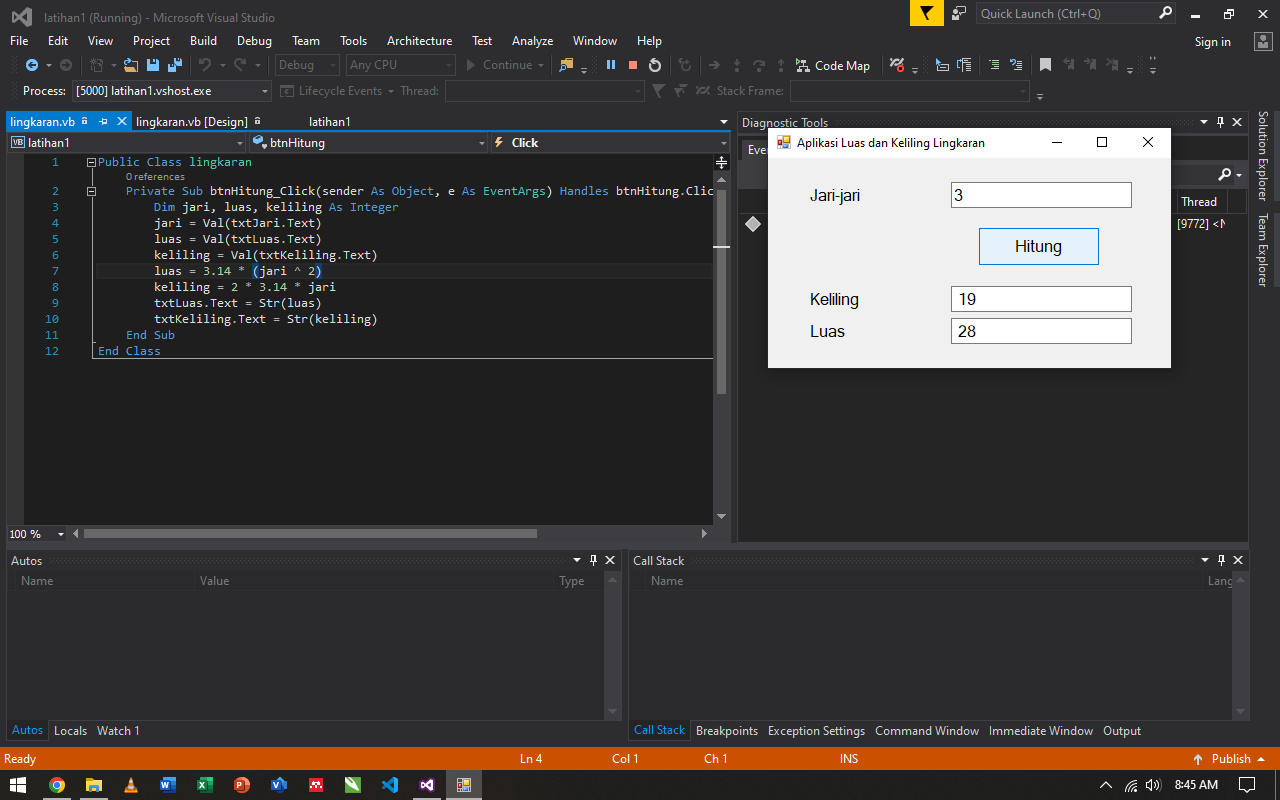 latihan1 (Running) - Microsoft Visual Studio
Quick Launch (Ctrl+Q)
File Edit View Project Build Debug Team Tools Architecture Test Analyze Window Help
Sign in
Debug Any CPU Continue Code Map
Process: [5000] latihan1.vshost.exe Lifecycle Events Thread: Stack Frame:
lingkaran.vb lingkaran.vb [Design] latihan1
VB latihan1 btnHitung Click
1 Public Class lingkaran
0 references
2 Private Sub btnHitung_Click(sender As Object, e As EventArgs) Handles btnHitung.Clic
3 Dim jari, luas, keliling As Integer
4 jari = Val(txtJari.Text)
5 luas = Val(txtLuas.Text)
6 keliling = Val(txtKeliling.Text)
7 luas = 3.14 * (jari ^ 2)
8 keliling = 2 * 3.14 * jari
9 txtLuas.Text = Str(luas)
10 txtKeliling.Text = Str(keliling)
11 End Sub
12 End Class
100 %
Diagnostic Tools
Eve
Thread
[9772] <N
Aplikasi Luas dan Keliling Lingkaran
Jari-jari 3
Hitung
Keliling 19
Luas 28
Solution Explorer
Team Explorer
Autos
Name Value Type
Autos Locals Watch 1
Call Stack
Name Lang
Call Stack Breakpoints Exception Settings Command Window Immediate Window Output
Ready Ln 4 Col 1 Ch 1 INS Publish
8:45 AM